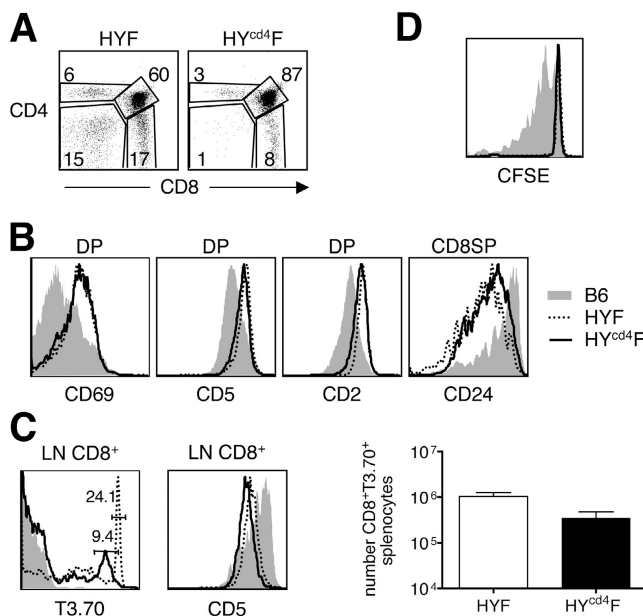 A
HYF
HYcd4F
6
60
3
87
CD4
15
17
1
8
CD8
D
CFSE
B
DP
DP
DP
CD8SP
B6
HYF
HYcd4F
CD69
CD5
CD2
CD24
C
LN CD8+
LN CD8+
24.1
9.4
T3.70
CD5
number CD8+T3.70+
splenocytes
107
106
105
104
HYF
HYcd4F